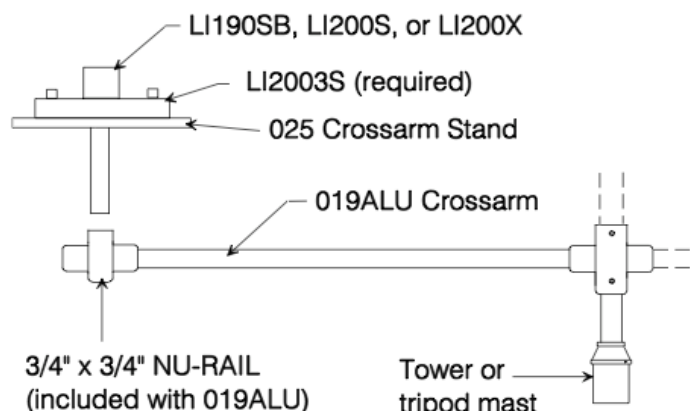 LI190SB, LI200S, or LI200X
LI2003S (required)
025 Crossarm Stand
019ALU Crossarm
3/4" x 3/4" NU-RAIL
(included with 019ALU)
Tower or
tripod mast